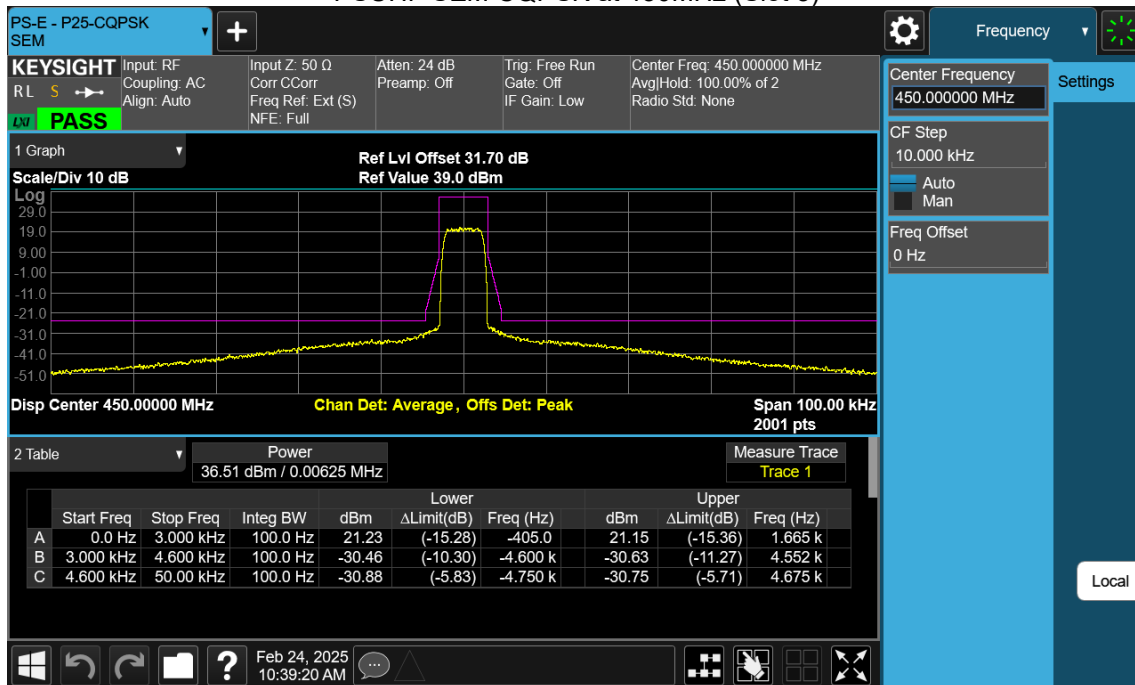 PS-E - P25-CQPSK
SEM
Frequency
KEYSIGHT
R L S
LXI PASS
Input: RF
Coupling: AC
Align: Auto
Input Z: 50 Ω
Corr CCorr
Freq Ref: Ext (S)
NFE: Full
Atten: 24 dB
Preamp: Off
Trig: Free Run
Gate: Off
IF Gain: Low
Center Freq: 450.000000 MHz
Avg|Hold: 100.00% of 2
Radio Std: None
Center Frequency
450.000000 MHz
Settings
CF Step
10.000 kHz
Auto
Man
Freq Offset
0 Hz
1 Graph
Scale/Div 10 dB
Ref Lvl Offset 31.70 dB
Ref Value 39.0 dBm
Log
29.0
19.0
9.00
-1.00
-11.0
-21.0
-31.0
-41.0
-51.0
Disp Center 450.00000 MHz Chan Det: Average , Offs Det: Peak Span 100.00 kHz
2001 pts
2 Table
Power
36.51 dBm / 0.00625 MHz
Measure Trace
Trace 1
Lower Upper
Start Freq Stop Freq Integ BW dBm ΔLimit(dB) Freq (Hz) dBm ΔLimit(dB) Freq (Hz)
A 0.0 Hz 3.000 kHz 100.0 Hz 21.23 (-15.28) -405.0 21.15 (-15.36) 1.665 k
B 3.000 kHz 4.600 kHz 100.0 Hz -30.46 (-10.30) -4.600 k -30.63 (-11.27) 4.552 k
C 4.600 kHz 50.00 kHz 100.0 Hz -30.88 (-5.83) -4.750 k -30.75 (-5.71) 4.675 k
Local
Feb 24, 2025
10:39:20 AM